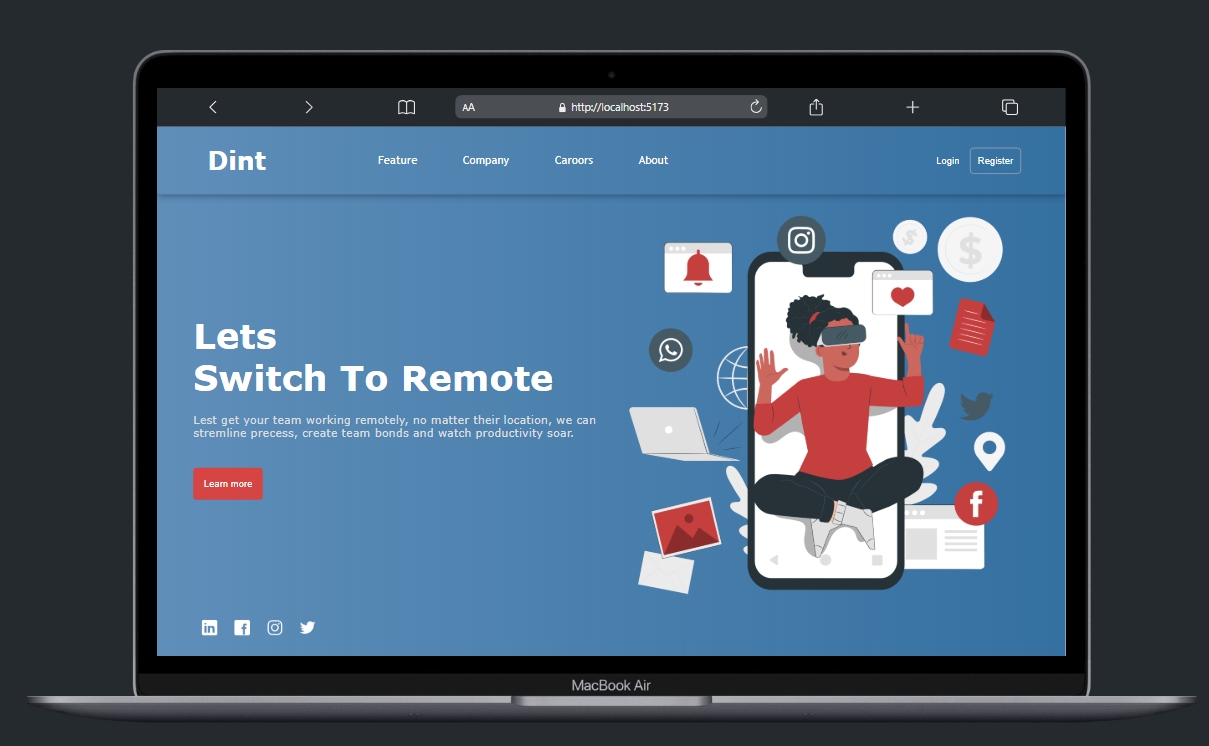 AA http://localhost:5173
Dint Feature Company Caroors About Login Register
Lets
Switch To Remote
Lest get your team working remotely, no matter their location, we can
stremline precess, create team bonds and watch productivity soar.
Learn more
MacBook Air